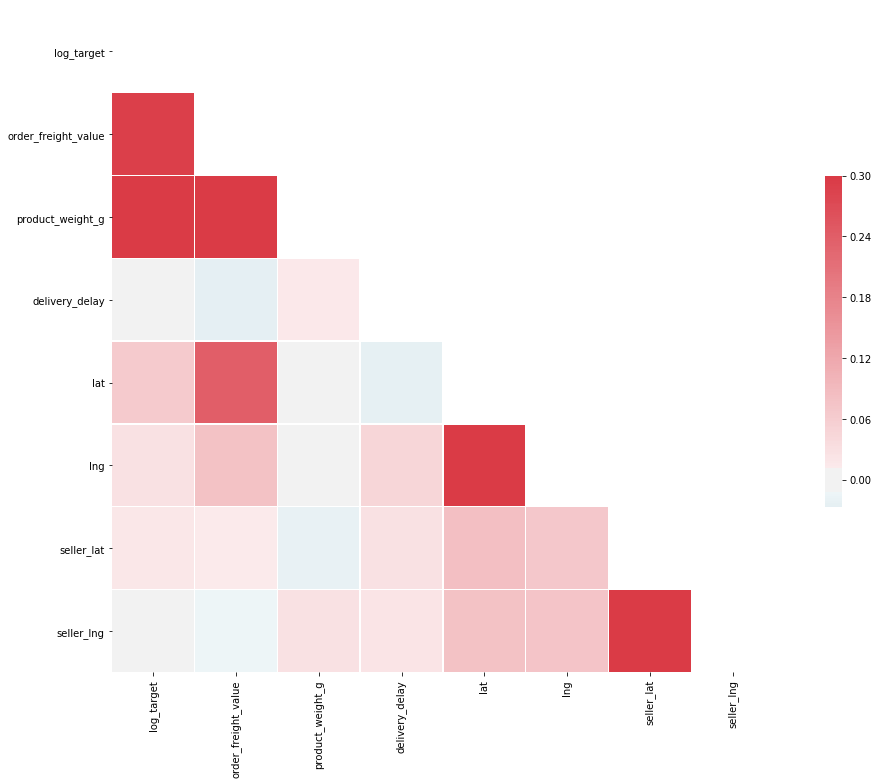 log_target
order_freight_value
product_weight_g
delivery_delay
lat
lng
seller_lat
seller_lng
0.30
0.24
0.18
0.12
0.06
0.00
log_target
order_freight_value
product_weight_g
delivery_delay
lat
lng
seller_lat
seller_lng